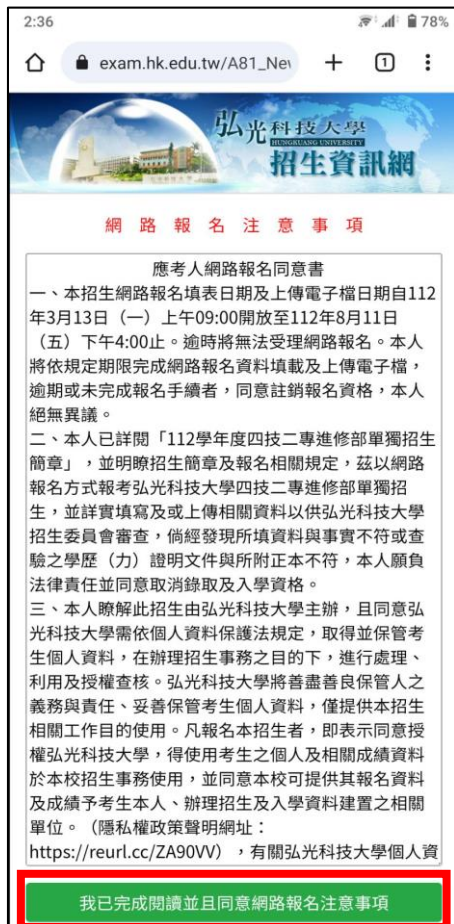 2:36
78%
exam.hk.edu.tw/A81_Nev
1
弘光科技大學
HUNGKUANG UNIVERSITY
招生資訊網
網路報名注意事項
應考人網路報名同意書
一、本招生網路報名填表日期及上傳電子檔日期自112
年3月13日（一）上午09:00開放至112年8月11日
（五）下午4:00止。逾時將無法受理網路報名。本人
將依規定期限完成網路報名資料填載及上傳電子檔，
逾期或未完成報名手續者，同意註銷報名資格，本人
絕無異議。
二、本人已詳閱「112學年度四技二專進修部單獨招生
簡章」，並明瞭招生簡章及報名相關規定，茲以網路
報名方式報考弘光科技大學四技二專進修部單獨招
生，並詳實填寫及或上傳相關資料以供弘光科技大學
招生委員會審查，倘經發現所填資料與事實不符或查
驗之學歷（力）證明文件與所附正本不符，本人願負
法律責任並同意取消錄取及入學資格。
三、本人瞭解此招生由弘光科技大學主辦，且同意弘
光科技大學需依個人資料保護法規定，取得並保管考
生個人資料，在辦理招生事務之目的下，進行處理、
利用及授權查核。弘光科技大學將善盡善良保管人之
義務與責任、妥善保管考生個人資料，僅提供本招生
相關工作目的使用。凡報名本招生者，即表示同意授
權弘光科技大學，得使用考生之個人及相關成績資料
於本校招生事務使用，並同意本校可提供其報名資料
及成績予考生本人、辦理招生及入學資料建置之相關
單位。（隱私權政策聲明網址：
https://reurl.cc/ZA90VV），有關弘光科技大學個人資
我已完成閱讀並且同意網路報名注意事項